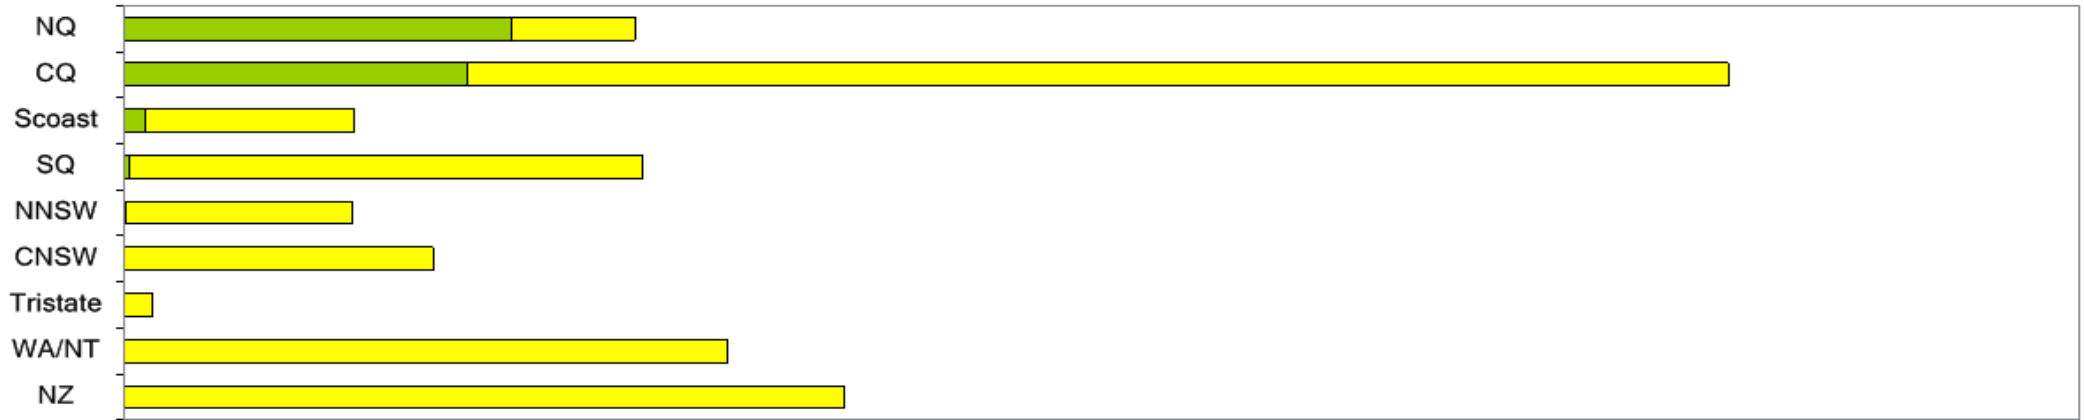 NQ
CQ
Scoast
SQ
NNSW
CNSW
Tristate
WA/NT
NZ